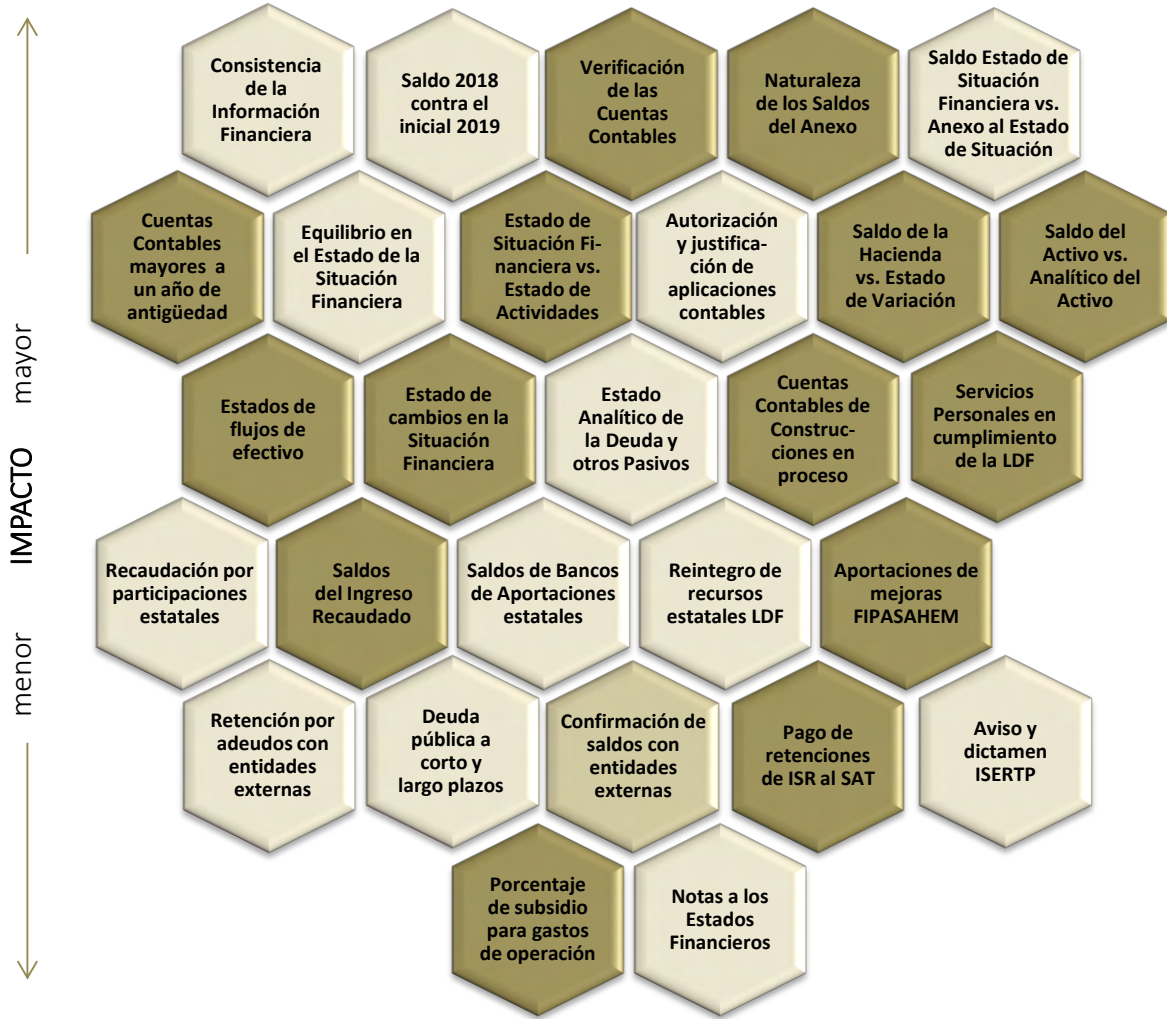 Consistencia
de la
Información
Financiera
Saldo 2018
contra el
inicial 2019
Verificación
de las
Cuentas
Contables
Naturaleza
de los Saldos
del Anexo
Saldo Estado de
Situación
Financiera vs.
Anexo al Estado
de Situación
Cuentas
Contables
mayores a
un año de
antigüedad
Equilibrio en
el Estado de la
Situación
Financiera
Estado de
Situación Fi-
nanciera vs.
Estado de
Actividades
Autorización
y justifica-
ción de
aplicaciones
contables
Saldo de la
Hacienda
vs. Estado
de Variación
Saldo del
Activo vs.
Analítico del
Activo
mayor
IMPACTO
menor
Estados de
flujos de
efectivo
Estado de
cambios en la
Situación
Financiera
Estado
Analítico de
la Deuda y
otros Pasivos
Cuentas
Contables de
Construc-
ciones en
proceso
Servicios
Personales en
cumplimiento
de la LDF
Recaudación por
participaciones
estatales
Saldos
del Ingreso
Recaudado
Saldos de Bancos
de Aportaciones
estatales
Reintegro de
recursos
estatales LDF
Aportaciones de
mejoras
FIPASAHEM
Retención por
adeudos con
entidades
externas
Deuda
pública a
corto y
largo plazos
Confirmación de
saldos con
entidades
externas
Pago de
retenciones
de ISR al SAT
Aviso y
dictamen
ISERTP
Porcentaje
de subsidio
para gastos
de operación
Notas a los
Estados
Financieros